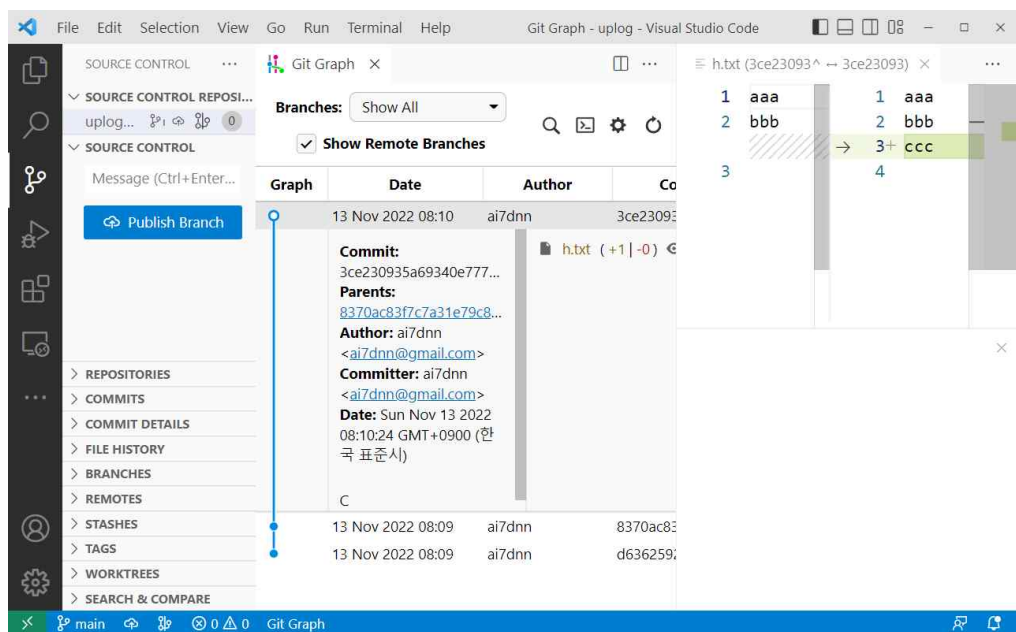 File Edit Selection View Go Run Terminal Help Git Graph - uplog - Visual Studio Code
SOURCE CONTROL ...
SOURCE CONTROL REPOSI...
uplog... 0
SOURCE CONTROL
Message (Ctrl+Enter...
Publish Branch
REPOSITORIES
COMMITS
COMMIT DETAILS
FILE HISTORY
BRANCHES
REMOTES
STASHES
TAGS
WORKTREES
SEARCH & COMPARE
Git Graph
Branches: Show All
Show Remote Branches
Graph Date Author Co
13 Nov 2022 08:10 ai7dnn 3ce23093
Commit:
3ce230935a69340e777...
Parents:
8370ac83f7c7a31e79c8...
Author: ai7dnn
<ai7dnn@gmail.com>
Committer: ai7dnn
<ai7dnn@gmail.com>
Date: Sun Nov 13 2022
08:10:24 GMT+0900 (한
국 표준시)
C
h.txt ( +1 | -0 )
13 Nov 2022 08:09 ai7dnn 8370ac83
13 Nov 2022 08:09 ai7dnn d6362592
h.txt (3ce23093^ ↔ 3ce23093) ...
1 aaa
2 bbb
3
1 aaa
2 bbb
→ 3+ ccc
4
main 0 0 Git Graph